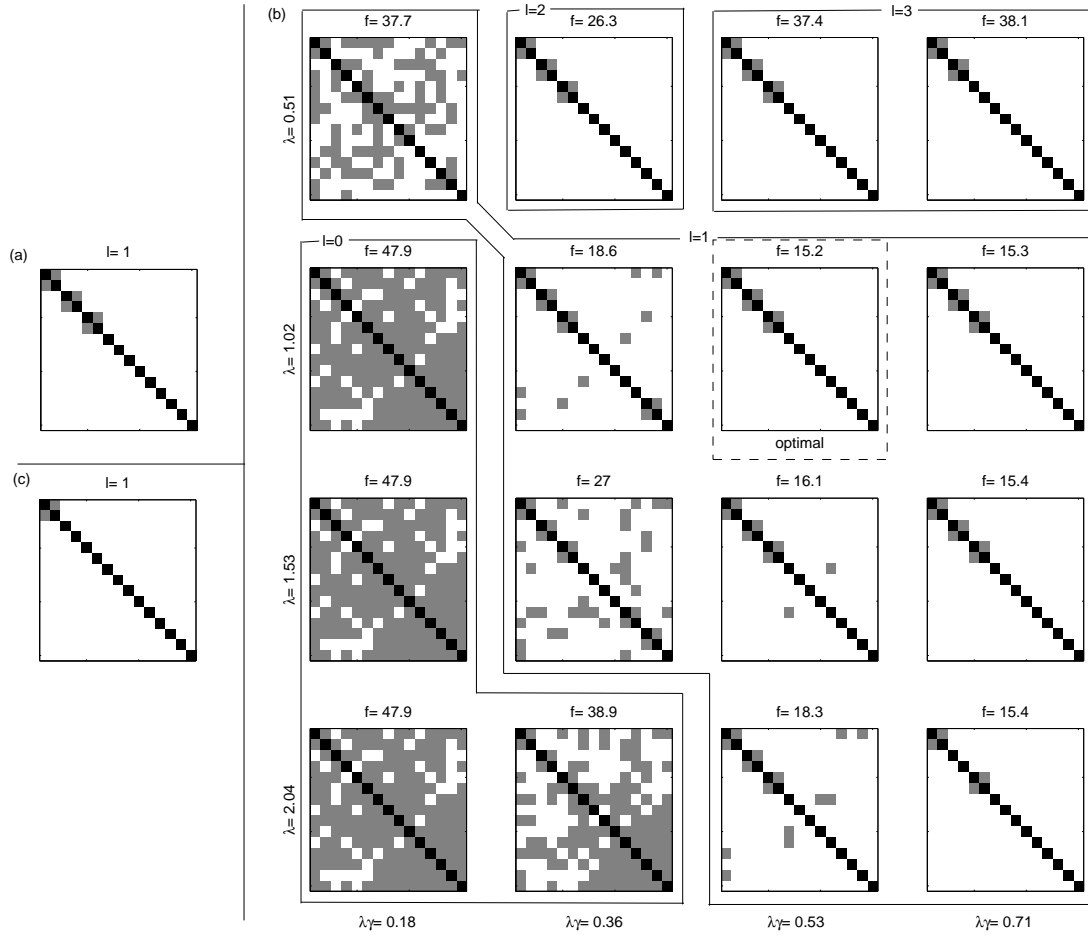 (b)
l=2
l=3
f= 37.7
f= 26.3
f= 37.4
f= 38.1
λ= 0.51
(a)
l= 1
l=0
l=1
f= 47.9
f= 18.6
f= 15.2
f= 15.3
λ= 1.02
optimal
(c)
l= 1
f= 47.9
f= 27
f= 16.1
f= 15.4
λ= 1.53
f= 47.9
f= 38.9
f= 18.3
f= 15.4
λ= 2.04
λγ= 0.18
λγ= 0.36
λγ= 0.53
λγ= 0.71